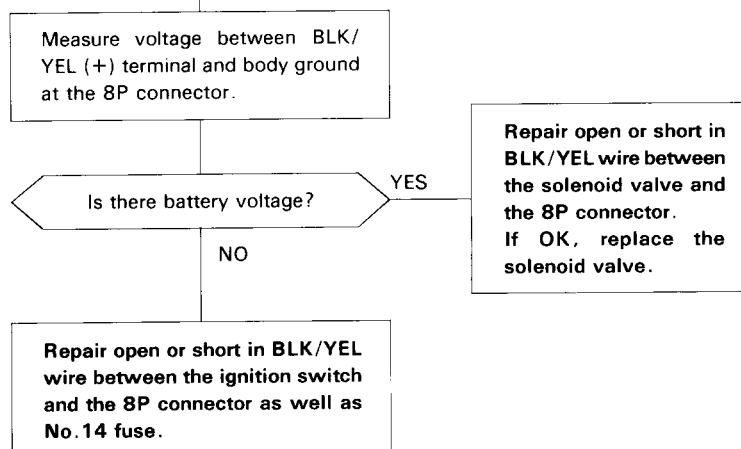 Measure voltage between BLK/
YEL (+) terminal and body ground
at the 8P connector.
Is there battery voltage?
YES
Repair open or short in
BLK/YEL wire between
the solenoid valve and
the 8P connector.
If OK, replace the
solenoid valve.
NO
Repair open or short in BLK/YEL
wire between the ignition switch
and the 8P connector as well as
No.14 fuse.